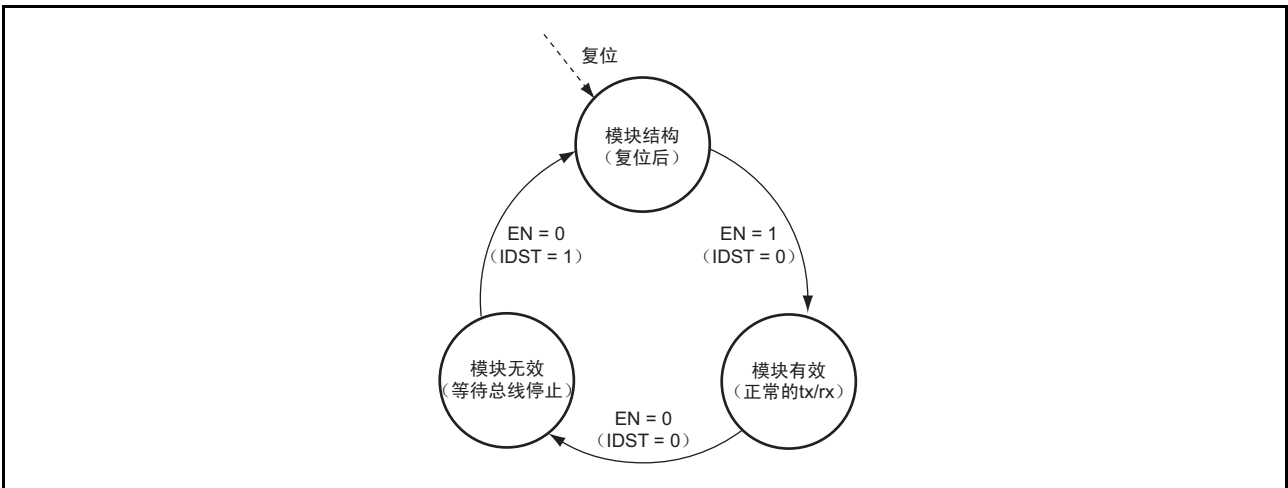 复位
模块结构
（复位后）
EN = 0
（IDST = 1）
EN = 1
（IDST = 0）
模块无效
（等待总线停止）
模块有效
（正常的tx/rx）
EN = 0
（IDST = 0）